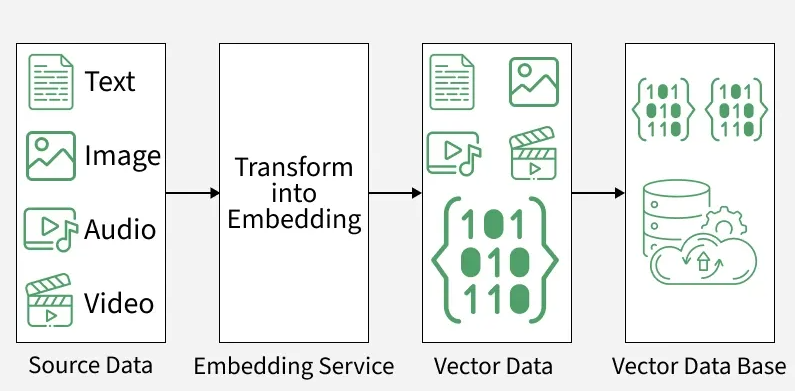 Text
Image
Audio
Video
Source Data
Transform
into
Embedding
Embedding Service
101
010
110
Vector Data
101 101
010 010
110 110
Vector Data Base